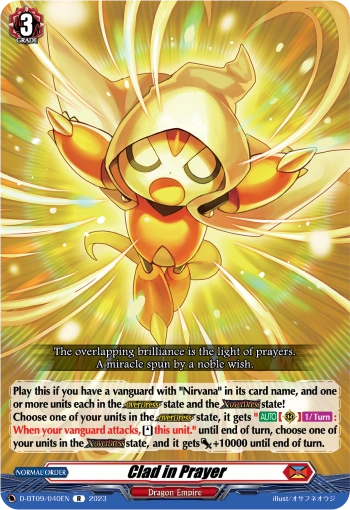 3
GRADE
The overlapping brilliance is the light of prayers.
A miracle spun by a noble wish.
Play this if you have a vanguard with "Nirvana" in its card name, and one
or more units each in the overDress state and the XoverDress state!
Choose one of your units in the overDress state, it gets "AUTO【】1/Turn:
When your vanguard attacks, [this unit." until end of turn, choose one of
your units in the XoverDress state, and it gets +10000 until end of turn.
NORMAL ORDER
Clad in Prayer
D-BT09/040EN R 2023
Dragon Empire
illust/オサフネオウジ